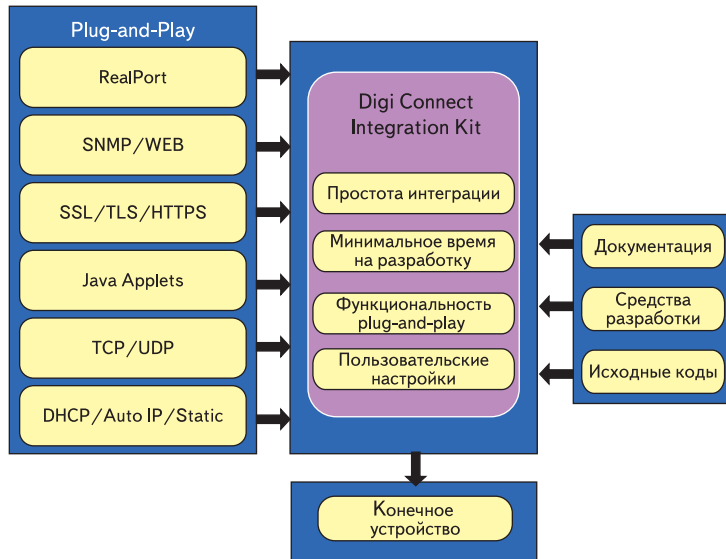 Plug-and-Play
RealPort
SNMP/WEB
SSL/TLS/HTTPS
Java Applets
TCP/UDP
DHCP/Auto IP/Static
Digi Connect
Integration Kit
Простота интеграции
Минимальное время
на разработку
Функциональность
plug-and-play
Пользовательские
настройки
Документация
Средства
разработки
Исходные коды
Конечное
устройство